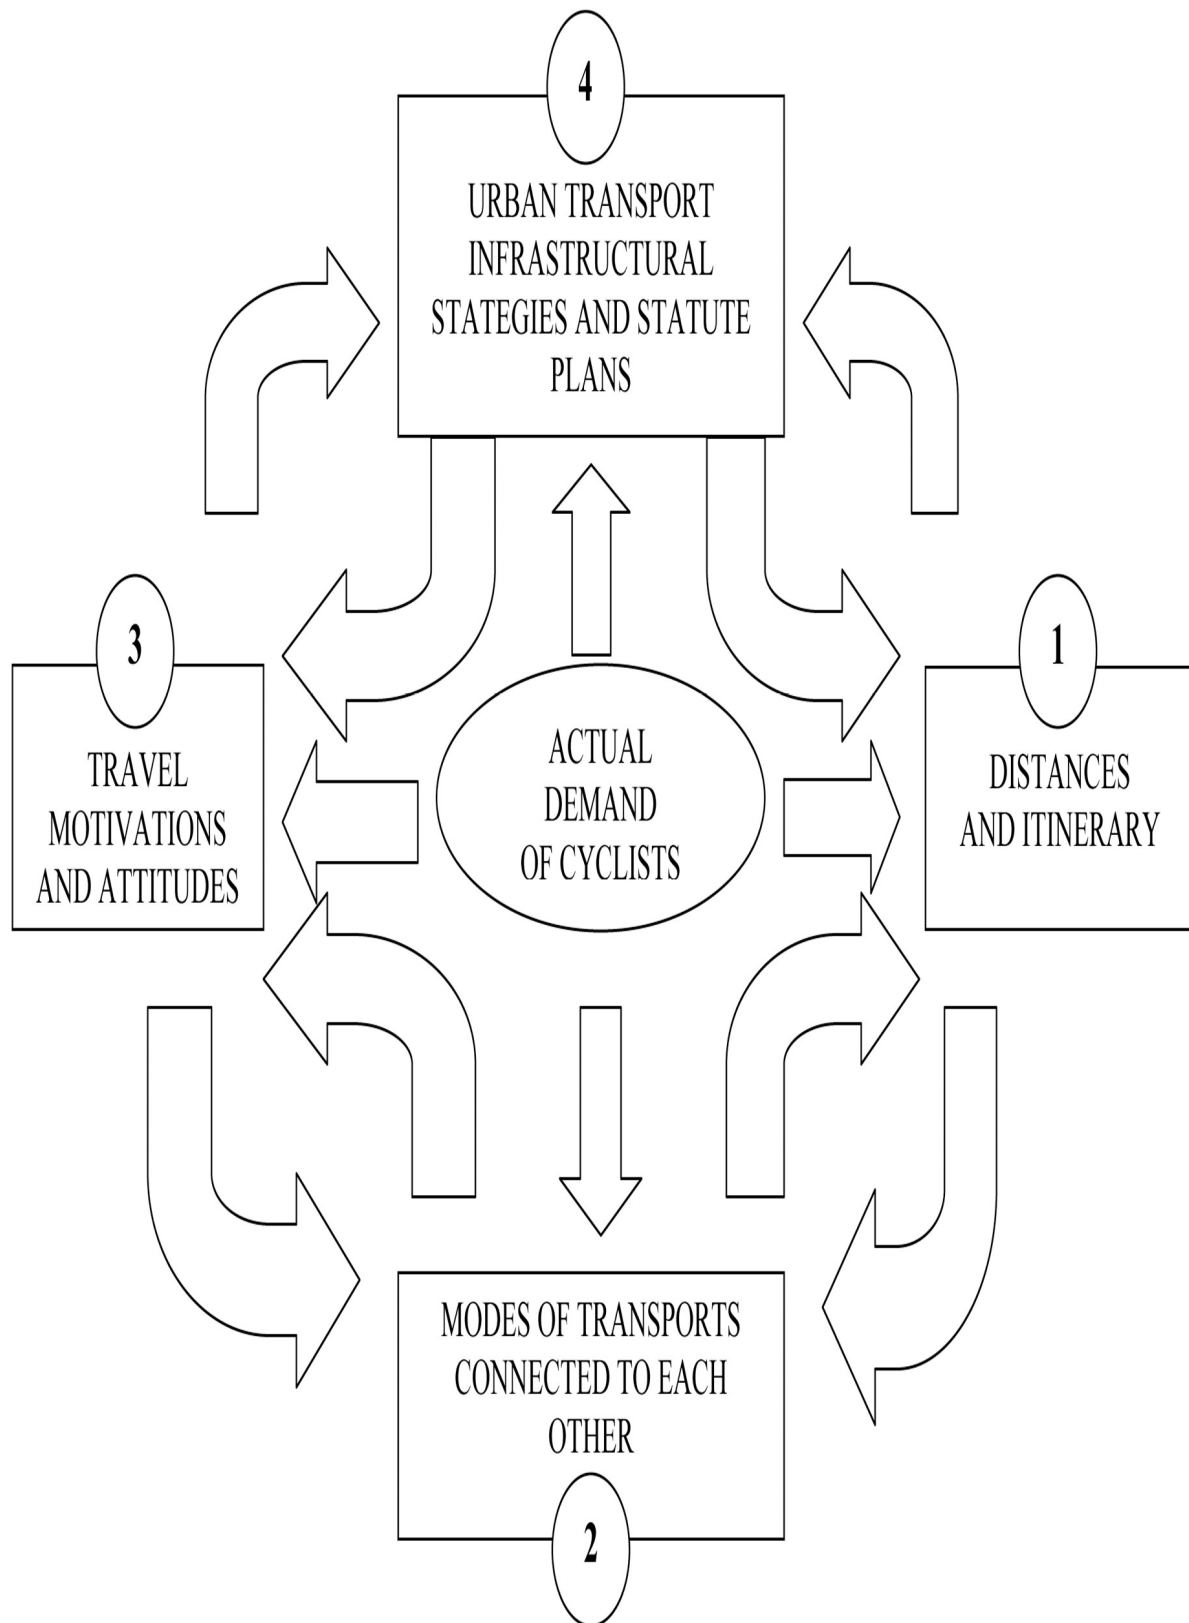 4
URBAN TRANSPORT
INFRASTRUCTURAL
STATEGIES AND STATUTE
PLANS
3
TRAVEL
MOTIVATIONS
AND ATTITUDES
ACTUAL
DEMAND
OF CYCLISTS
1
DISTANCES
AND ITINERARY
MODES OF TRANSPORTS
CONNECTED TO EACH
OTHER
2